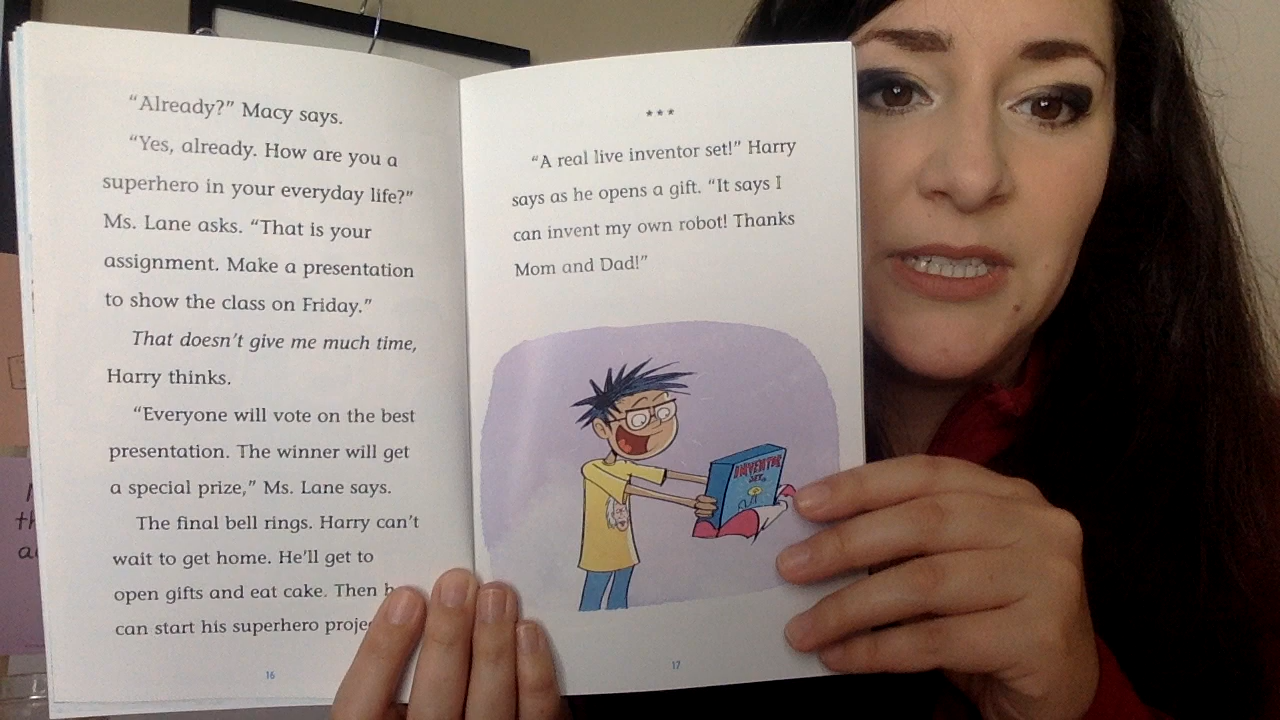 “Already?” Macy says.
“Yes, already. How are you a
superhero in your everyday life?”
Ms. Lane asks. “That is your
assignment. Make a presentation
to show the class on Friday.”
That doesn’t give me much time,
Harry thinks.
“Everyone will vote on the best
presentation. The winner will get
a special prize,” Ms. Lane says.
The final bell rings. Harry can’t
wait to get home. He’ll get to
open gifts and eat cake. Then
can start his superhero
16
***
“A real live inventor set!” Harry
says as he opens a gift. “It says I
can invent my own robot! Thanks
Mom and Dad!”
INVENTOR
SET
17